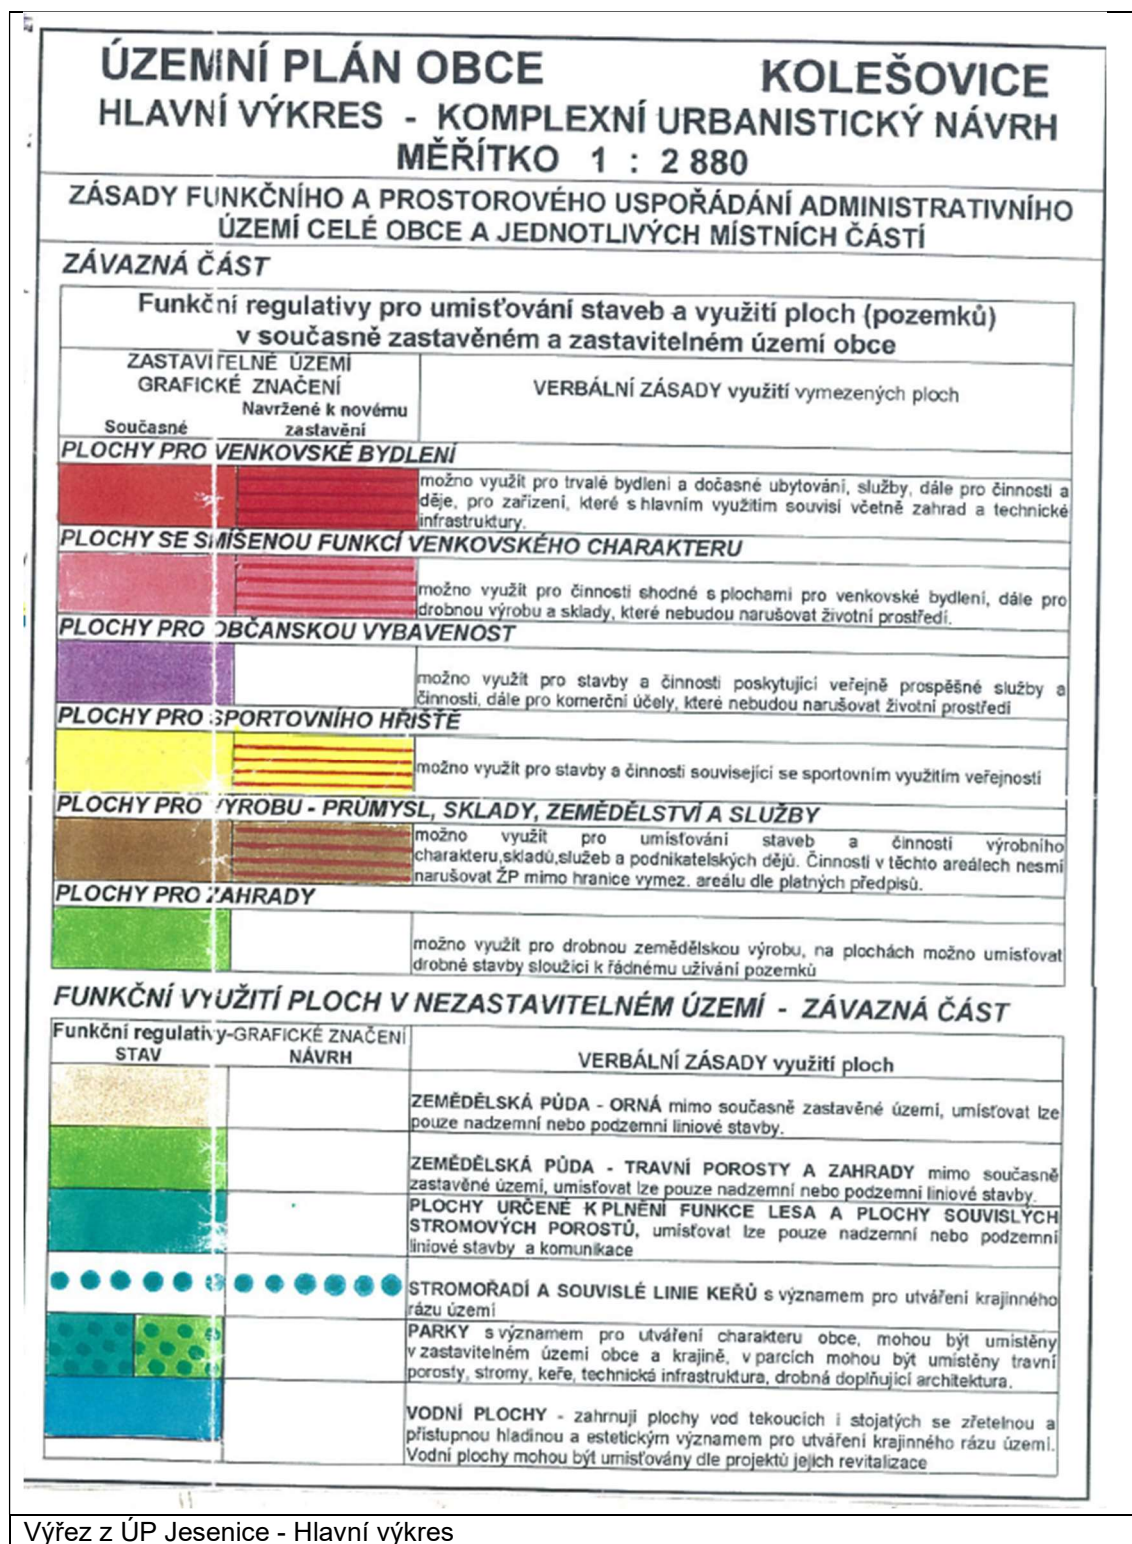 ÚZEMNÍ PLÁN OBCE KOLEŠOVICE
HLAVNÍ VÝKRES - KOMPLEXNÍ URBANISTICKÝ NÁVRH
MĚŘÍTKO 1 : 2 880
ZÁSADY FUNKČNÍHO A PROSTOROVÉHO USPOŘÁDÁNÍ ADMINISTRATIVNÍHO
ÚZEMÍ CELÉ OBCE A JEDNOTLIVÝCH MÍSTNÍCH ČÁSTÍ
ZÁVAZNÁ ČÁST
Funkční regulativy pro umisťování staveb a využití ploch (pozemků)
v současně zastavěném a zastavitelném území obce
ZASTAVITELNÉ ÚZEMÍ
GRAFICKÉ ZNAČENÍ
Současné
Navržené k novému
zastavění
VERBÁLNÍ ZÁSADY využití vymezených ploch
PLOCHY PRO VENKOVSKÉ BYDLENÍ
možno využít pro trvalé bydlení a dočasné ubytování, služby, dále pro činnosti a
děje, pro zařízení, které s hlavním využitím souvisí včetně zahrad a technické
infrastruktury.
PLOCHY SE SMÍŠENOU FUNKCÍ VENKOVSKÉHO CHARAKTERU
možno využít pro činnosti shodné s plochami pro venkovské bydlení, dále pro
drobnou výrobu a sklady, které nebudou narušovat životní prostředí.
PLOCHY PRO OBČANSKOU VYBAVENOST
možno využít pro stavby a činnosti poskytující veřejně prospěšné služby a
činnosti, dále pro komerční účely, které nebudou narušovat životní prostředí
PLOCHY PRO SPORTOVNÍHO HŘIŠTĚ
možno využít pro stavby a činnosti související se sportovním využitím veřejností
PLOCHY PRO VÝROBU - PRŮMYSL, SKLADY, ZEMĚDĚLSTVÍ A SLUŽBY
možno využít pro umisťování staveb a činností výrobního
charakteru,skladů,služeb a podnikatelských dějů. Činnosti v těchto areálech nesmí
narušovat ŽP mimo hranice vymez. areálu dle platných předpisů.
PLOCHY PRO ZAHRADY
možno využít pro drobnou zemědělskou výrobu, na plochách možno umisťovat
drobné stavby sloužící k řádnému užívání pozemků
FUNKČNÍ VYUŽITÍ PLOCH V NEZASTAVITELNÉM ÚZEMÍ - ZÁVAZNÁ ČÁST
Funkční regulativy-GRAFICKÉ ZNAČENÍ
STAV NÁVRH
VERBÁLNÍ ZÁSADY využití ploch
ZEMĚDĚLSKÁ PŮDA - ORNÁ mimo současně zastavěné území, umisťovat lze
pouze nadzemní nebo podzemní liniové stavby.
ZEMĚDĚLSKÁ PŮDA - TRAVNÍ POROSTY A ZAHRADY mimo současně
zastavěné území, umisťovat lze pouze nadzemní nebo podzemní liniové stavby.
PLOCHY URČENÉ K PLNĚNÍ FUNKCE LESA A PLOCHY SOUVISLÝCH
STROMOVÝCH POROSTŮ, umisťovat lze pouze nadzemní nebo podzemní
liniové stavby a komunikace
STROMOŘADÍ A SOUVISLÉ LINIE KEŘŮ s významem pro utváření krajinného
rázu území
PARKY s významem pro utváření charakteru obce, mohou být umistěny
v zastavitelném území obce a krajině, v parcích mohou být umístěny travní
porosty, stromy, keře, technická infrastruktura, drobná doplňující architektura.
VODNÍ PLOCHY - zahrnují plochy vod tekoucích i stojatých se zřetelnou a
přístupnou hladinou a estetickým významem pro utváření krajinného rázu území.
Vodní plochy mohou být umisťovány dle projektů jejich revitalizace
Výřez z ÚP Jesenice - Hlavní výkres